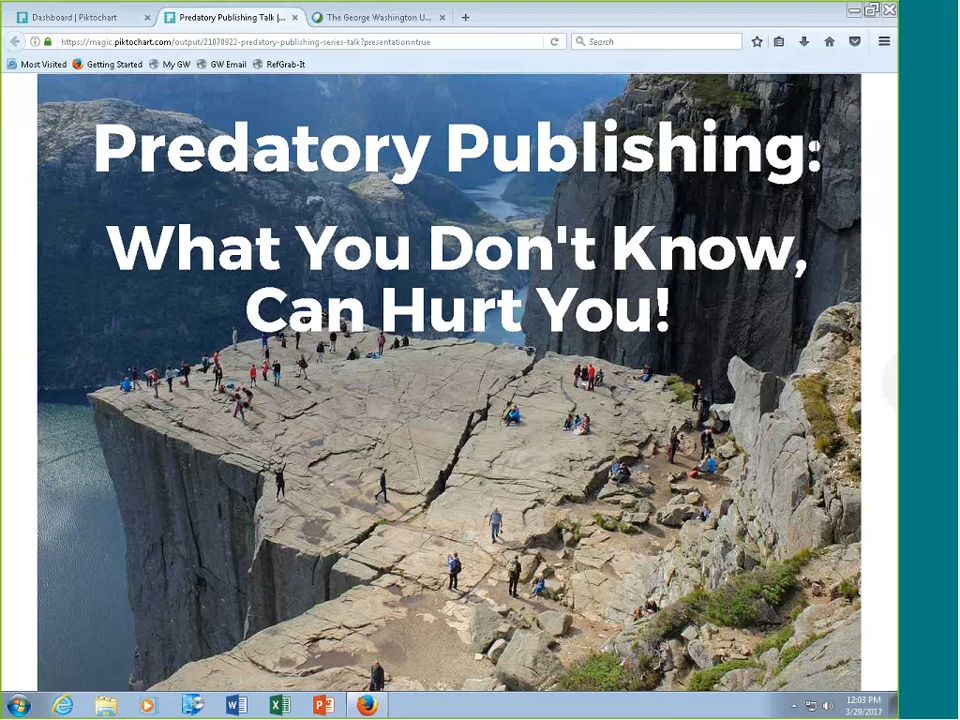 Dashboard | Piktochart
Predatory Publishing Talk |...
The George Washington U...
https://magic.piktochart.com/output/21070922-predatory-publishing-series-talk?presentation=true
Search
Most Visited
Getting Started
My GW
GW Email
RefGrab-It
Predatory Publishing:
What You Don't Know,
Can Hurt You!
12:03 PM
3/29/2017